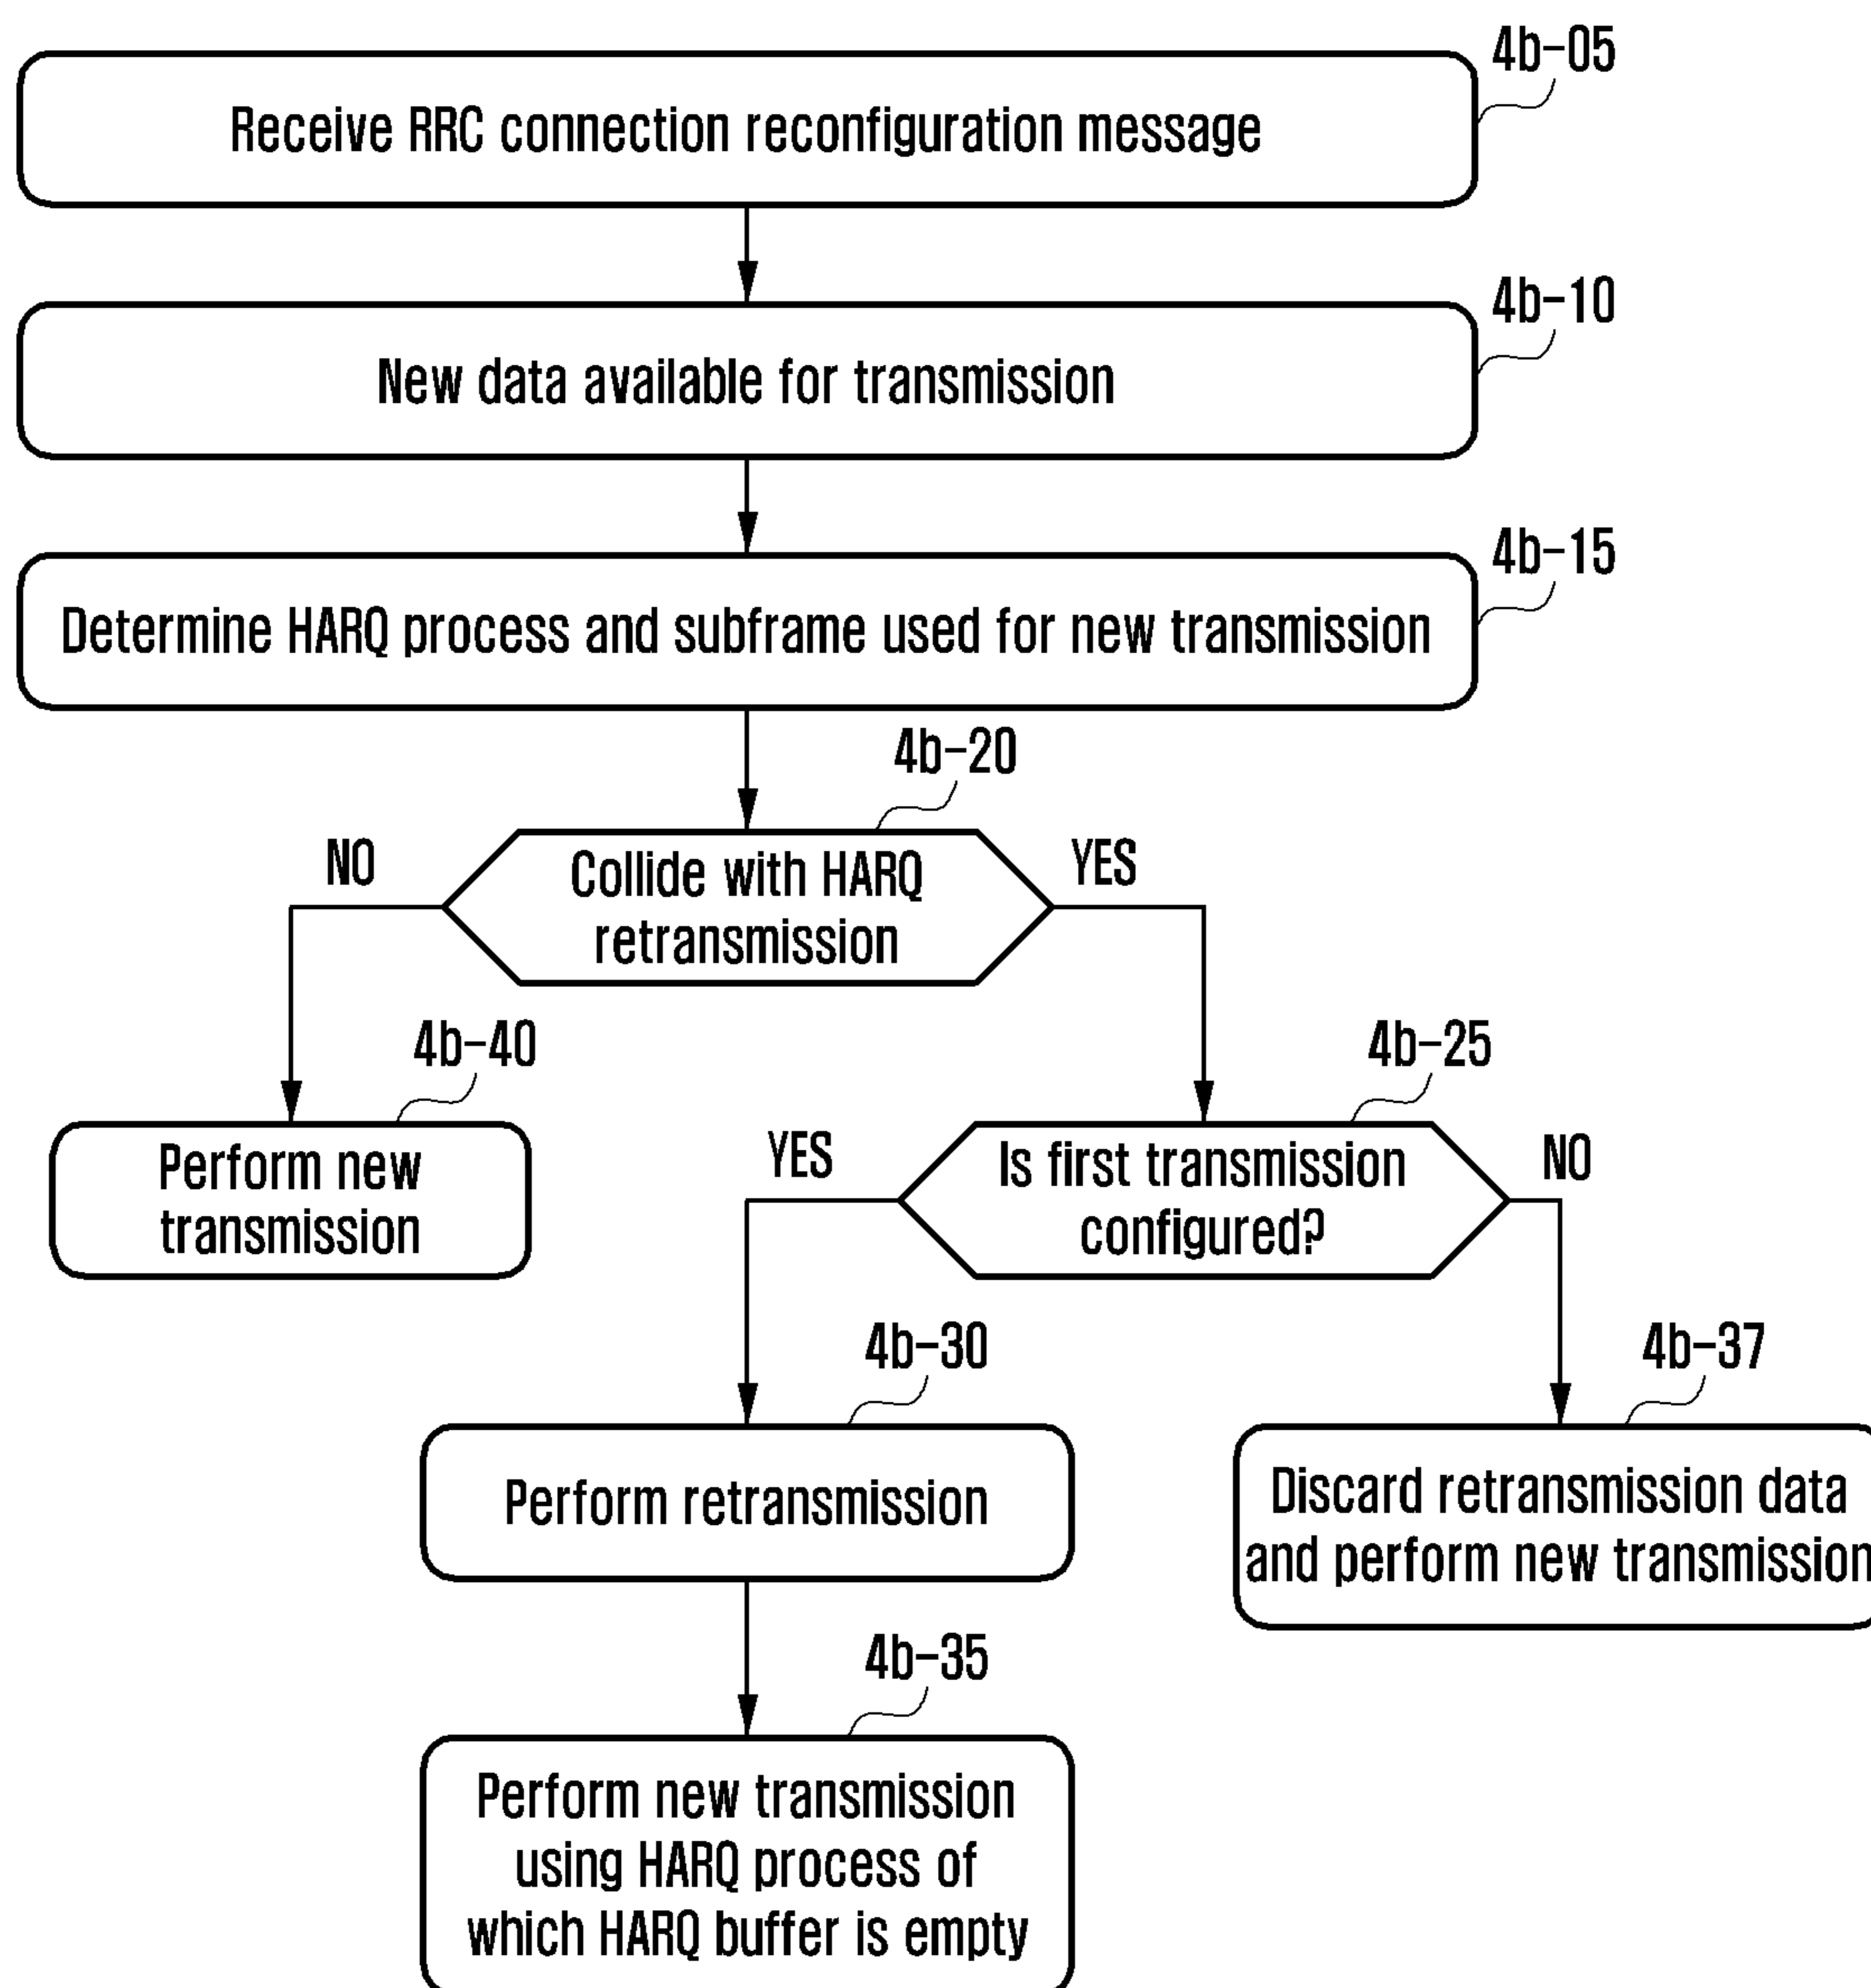 4b-05
Receive RRC connection reconfiguration message
4b-10
New data available for transmission
4b-15
Determine HARQ process and subframe used for new transmission
4b-20
NO
Collide with HARQ
retransmission
YES
4b-40
4b-25
Perform new
transmission
YES
Is first transmission
configured?
NO
4b-30
4b-37
Perform retransmission
Discard retransmission data
and perform new transmission
4b-35
Perform new transmission
using HARQ process of
which HARQ buffer is empty